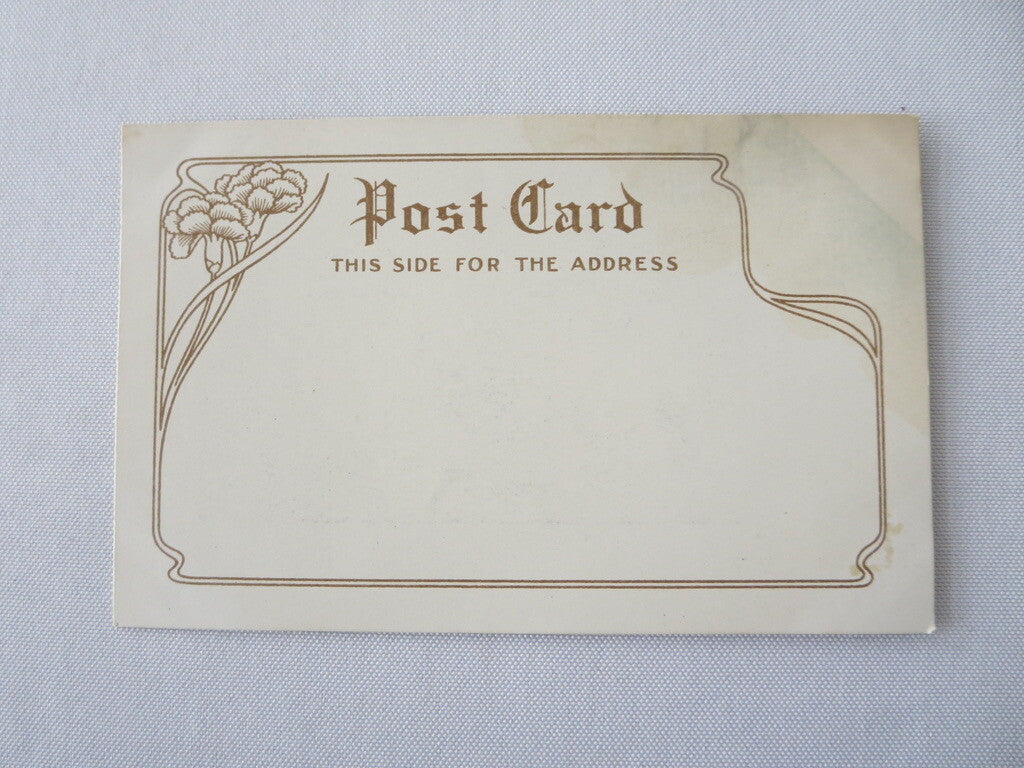 Post Card
THIS SIDE FOR THE ADDRESS